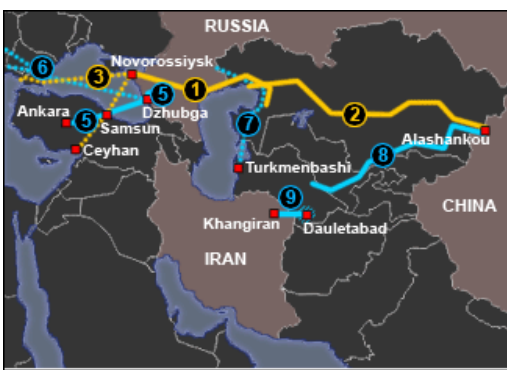 RUSSIA
Novorossiysk
6
3
5
1
Ankara
5
Samsun
Dzhubga
2
7
Ceyhan
Alashankou
8
Turkmenbashi
9
CHINA
Khangiran
Dauletabad
IRAN